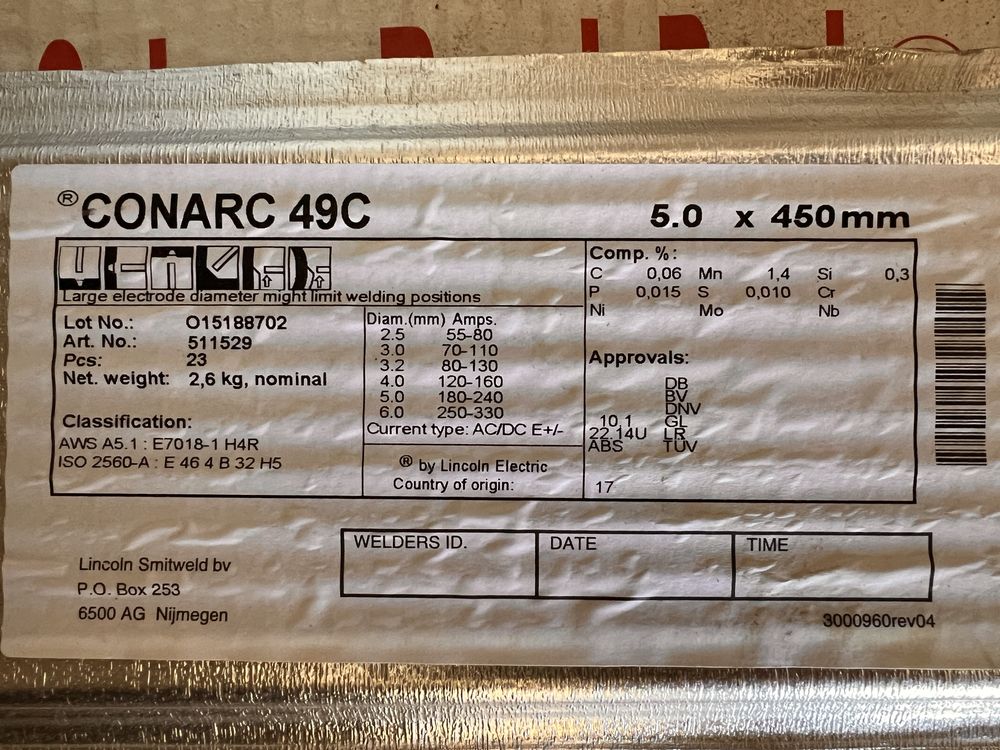 ® CONARC 49C
5.0 x 450 mm
Large electrode diameter might limit welding positions
Lot No.: O15188702
Art. No.: 511529
Pcs: 23
Net. weight: 2,6 kg, nominal
Classification:
AWS A5.1 : E7018-1 H4R
ISO 2560-A : E 46 4 B 32 H5
Diam.(mm) Amps.
2.5 55-80
3.0 70-110
3.2 80-130
4.0 120-160
5.0 180-240
6.0 250-330
Current type: AC/DC E+/-
® by Lincoln Electric
Country of origin:
Comp. % :
C 0,06 Mn 1,4 Si 0,3
P 0,015 S 0,010 Cr
Ni Mo Nb
Approvals:
DB
BV
DNV
10.1 GL
22.14U LR
ABS TÜV
17
WELDERS ID. DATE TIME
Lincoln Smitweld bv
P.O. Box 253
6500 AG Nijmegen
3000960rev04